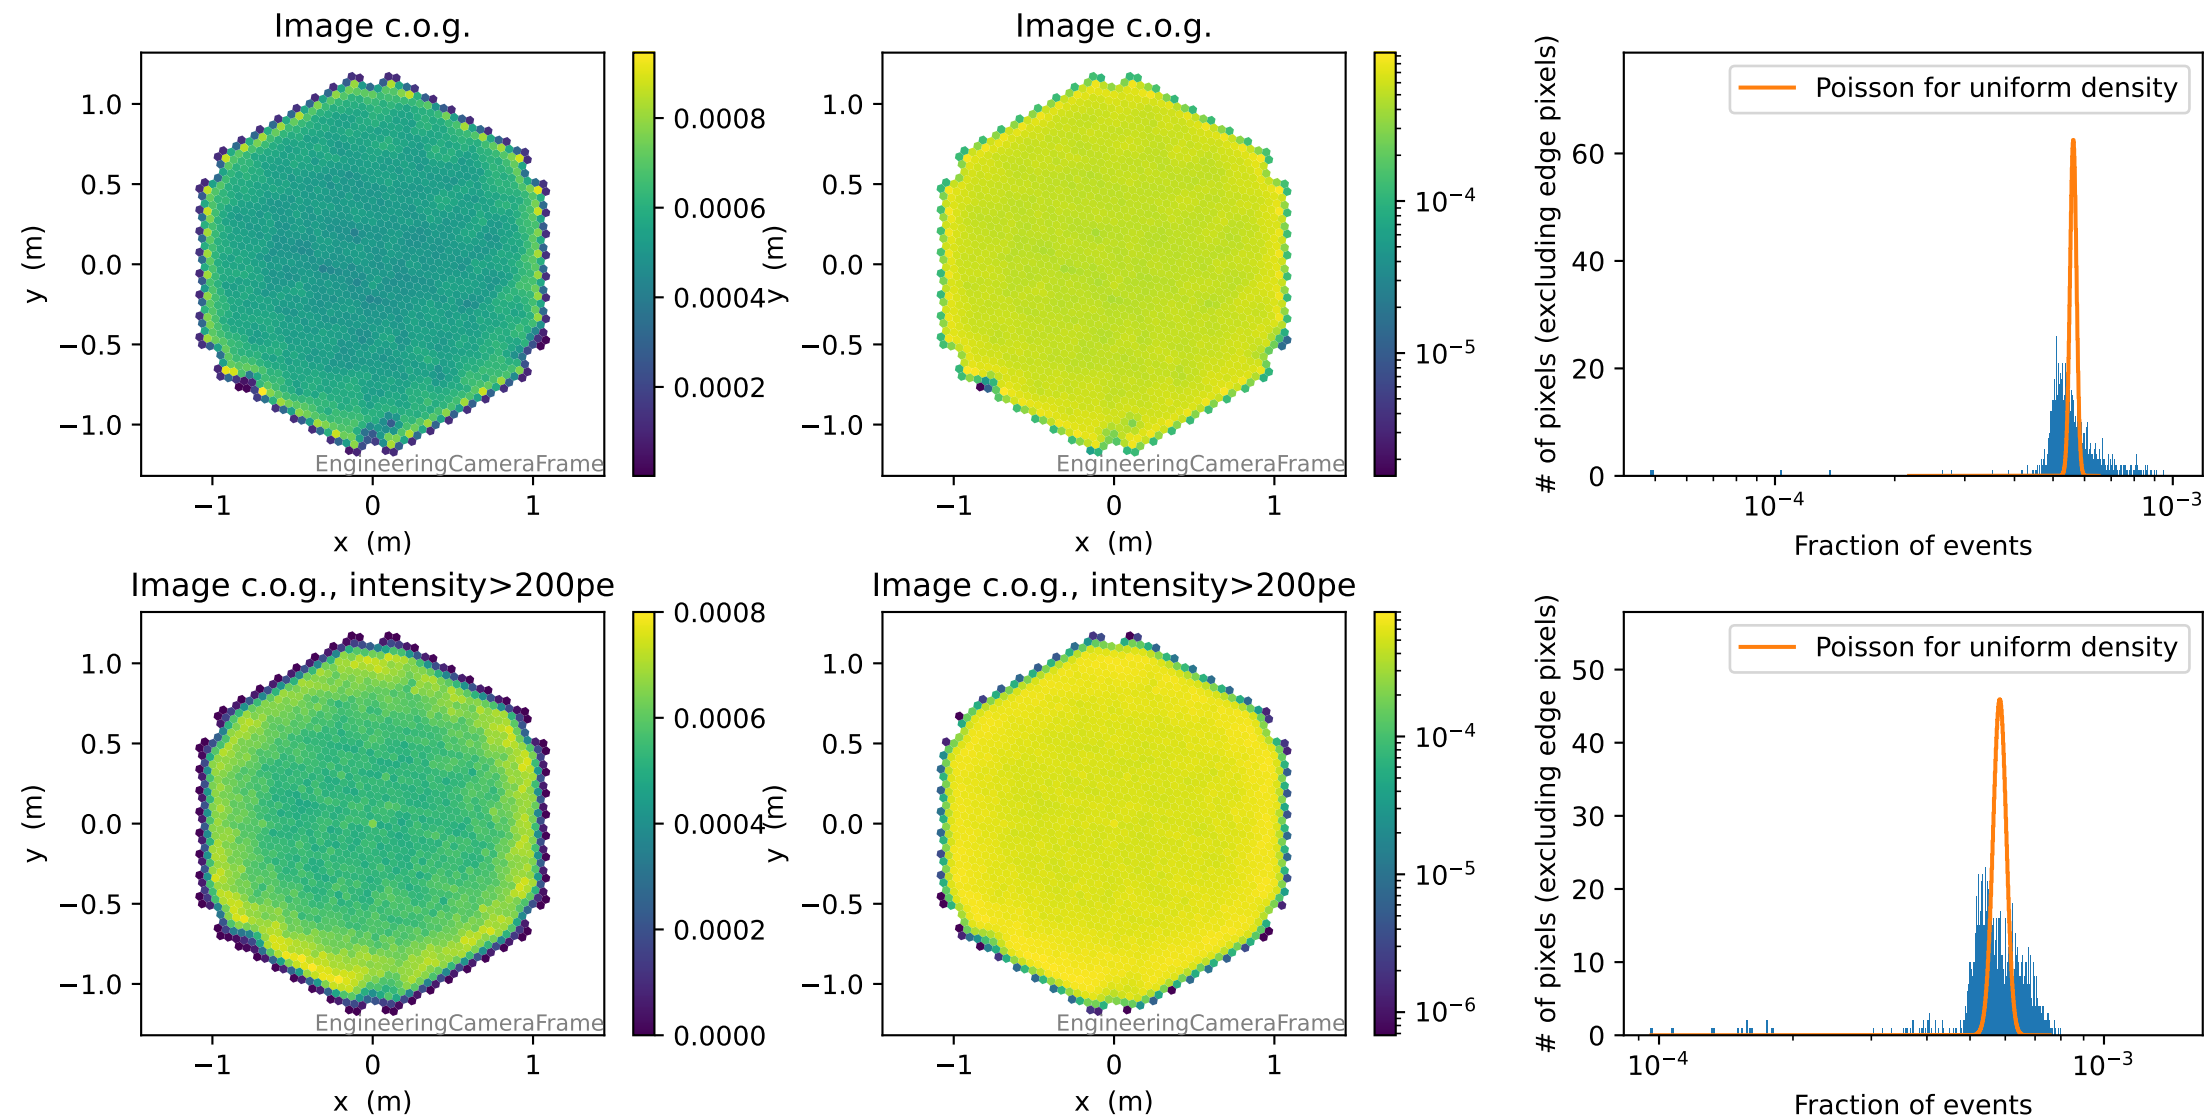 Image c.o.g.
1.0
0.5
0.0
−0.5
−1.0
y (m)
−1
0
1
x (m)
EngineeringCameraFrame
0.0008
0.0006
0.0004
0.0002
Image c.o.g.
1.0
0.5
0.0
−0.5
−1.0
y (m)
−1
0
1
x (m)
EngineeringCameraFrame
10⁻⁴
10⁻⁵
Poisson for uniform density
# of pixels (excluding edge pixels)
60
40
20
0
10⁻⁴
10⁻³
Fraction of events
Image c.o.g., intensity>200pe
1.0
0.5
0.0
−0.5
−1.0
y (m)
−1
0
1
x (m)
EngineeringCameraFrame
0.0008
0.0006
0.0004
0.0002
0.0000
Image c.o.g., intensity>200pe
1.0
0.5
0.0
−0.5
−1.0
y (m)
−1
0
1
x (m)
EngineeringCameraFrame
10⁻⁴
10⁻⁵
10⁻⁶
Poisson for uniform density
# of pixels (excluding edge pixels)
50
40
30
20
10
0
10⁻⁴
10⁻³
Fraction of events